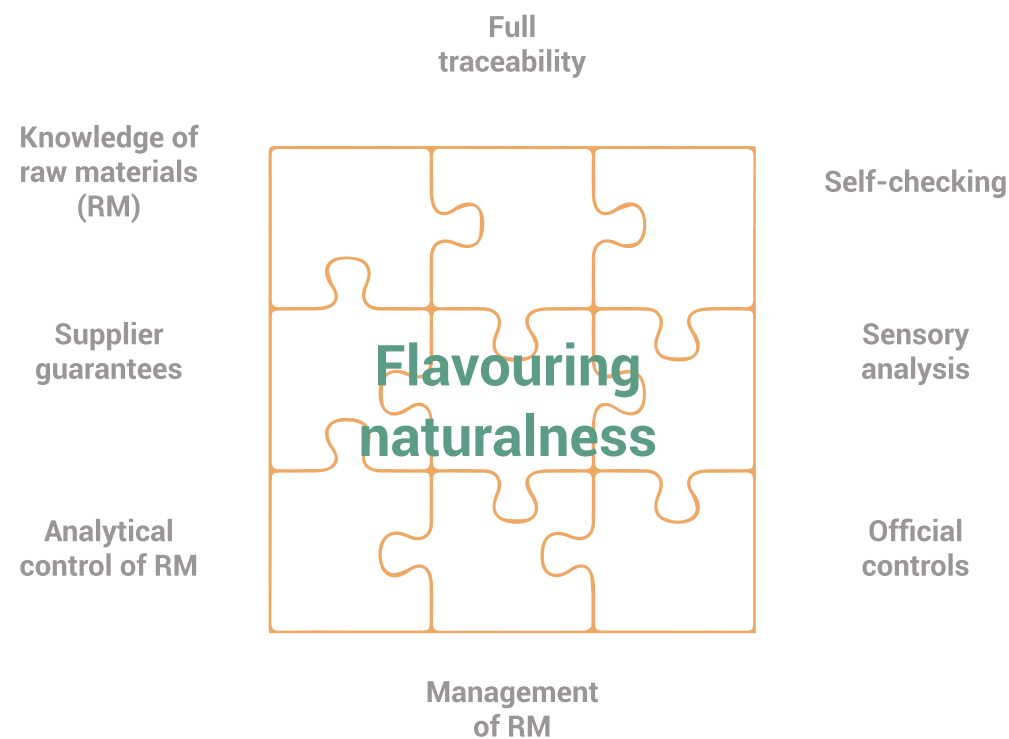 Full
traceability
Knowledge of
raw materials
(RM)
Self-checking
Supplier
guarantees
Flavouring
naturalness
Sensory
analysis
Analytical
control of RM
Official
controls
Management
of RM